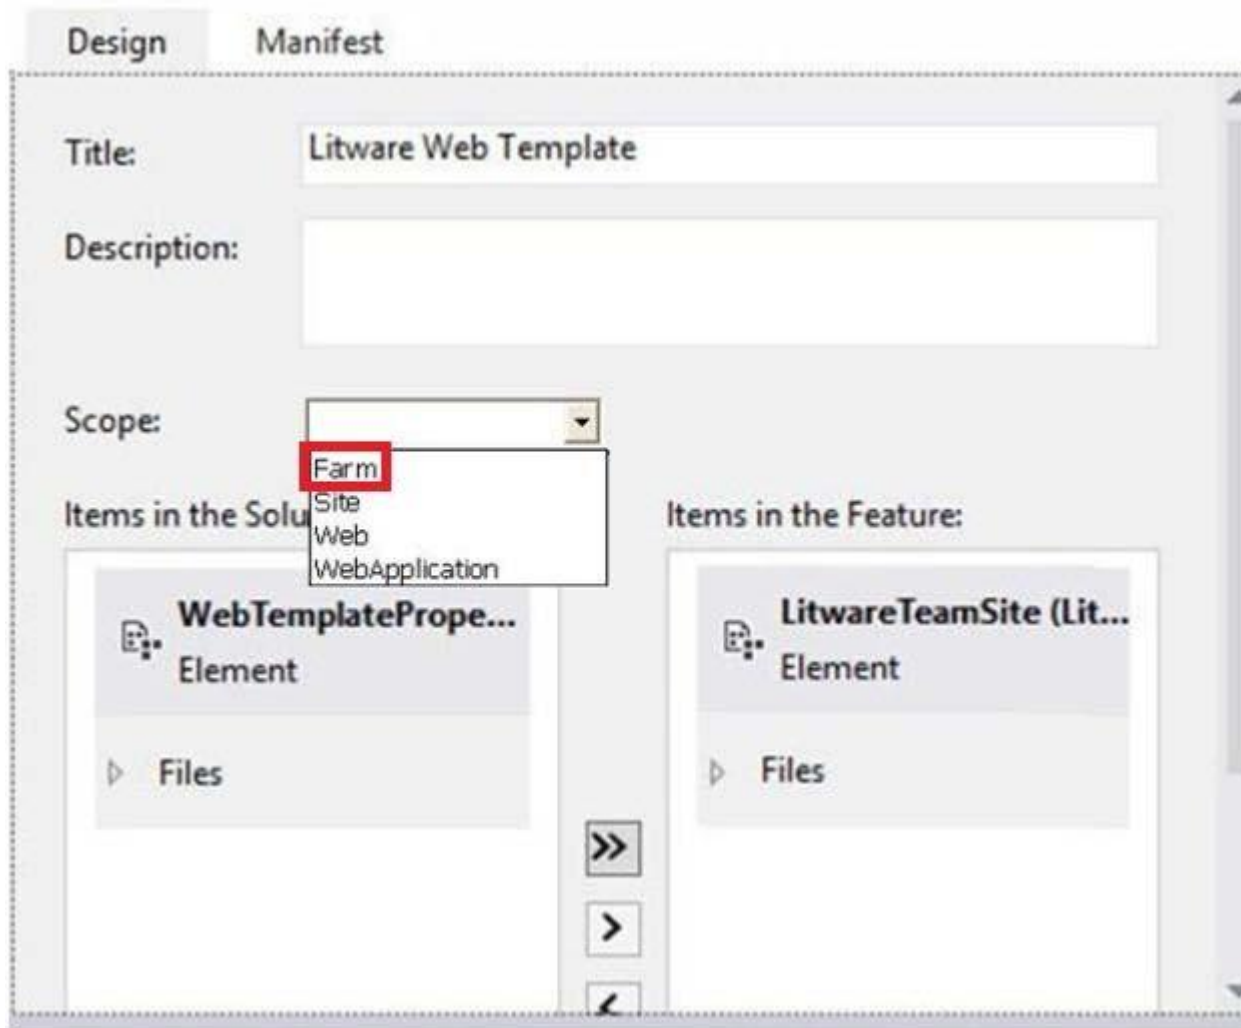 Design Manifest
Title: Litware Web Template
Description:
Scope:
Farm
Site
Web
WebApplication
Items in the Solu
Items in the Feature:
WebTemplatePrope...
Element
Files
LitwareTeamSite (Lit...
Element
Files